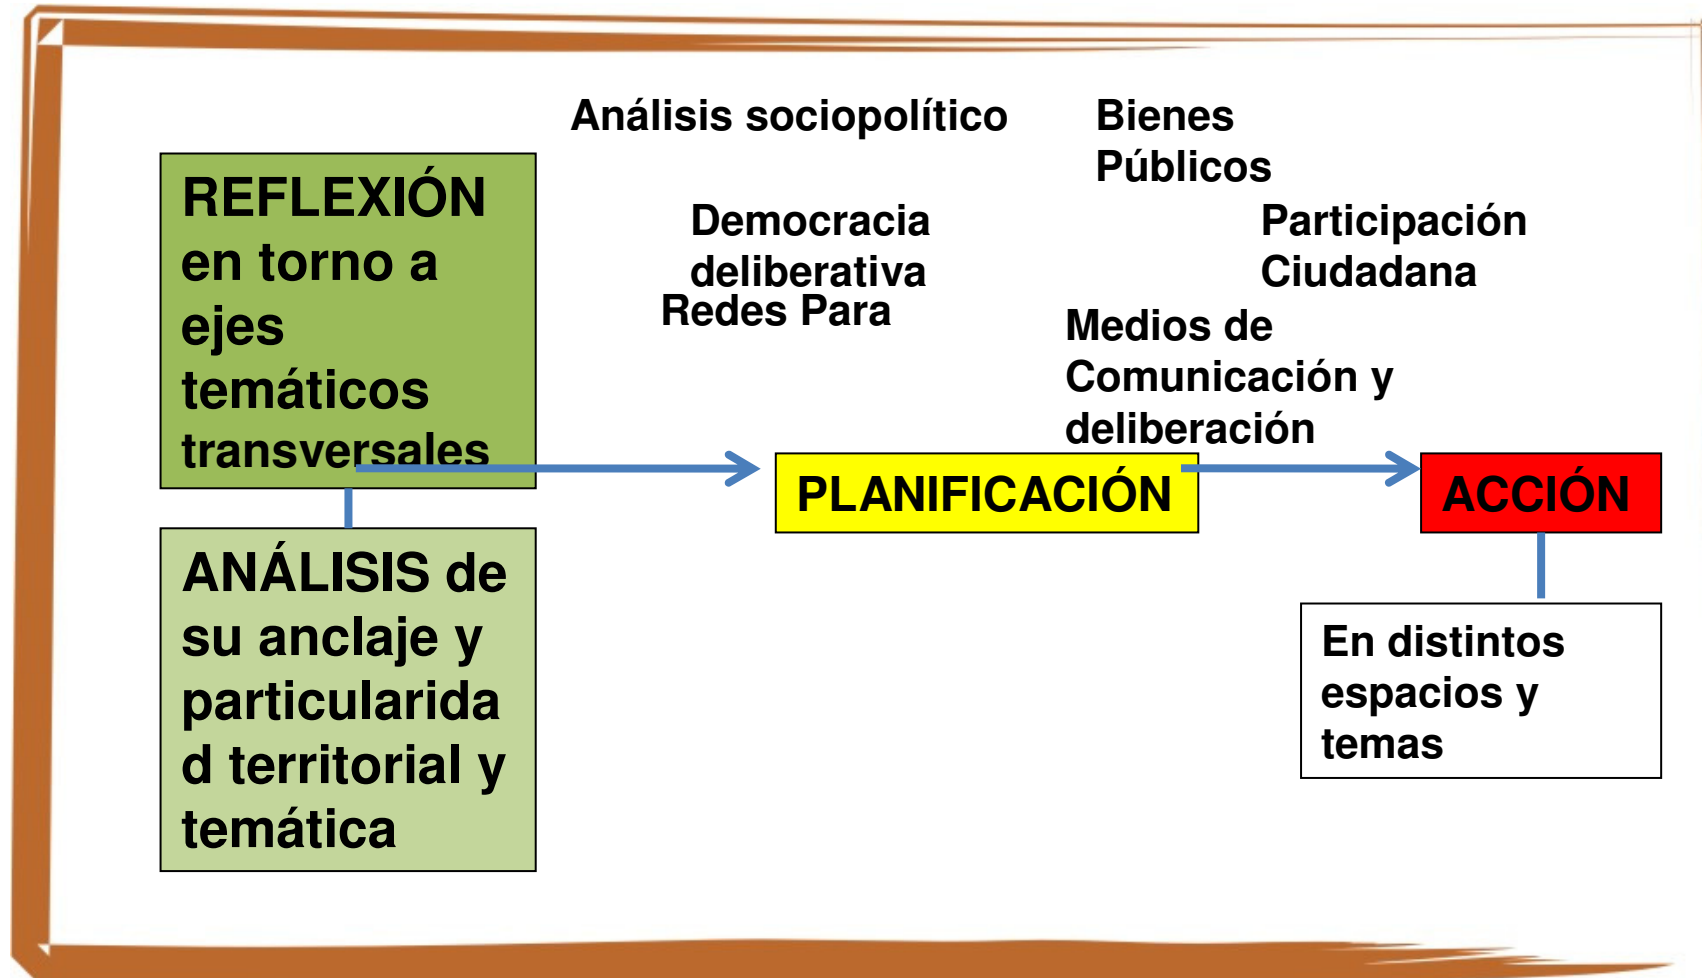 Análisis sociopolítico
Bienes
Públicos
REFLEXIÓN
en torno a
ejes
temáticos
transversales
Democracia
deliberativa
Redes Para
Participación
Ciudadana
Medios de
Comunicación y
deliberación
PLANIFICACIÓN
ACCIÓN
ANÁLISIS de
su anclaje y
particularida
d territorial y
temática
En distintos
espacios y
temas